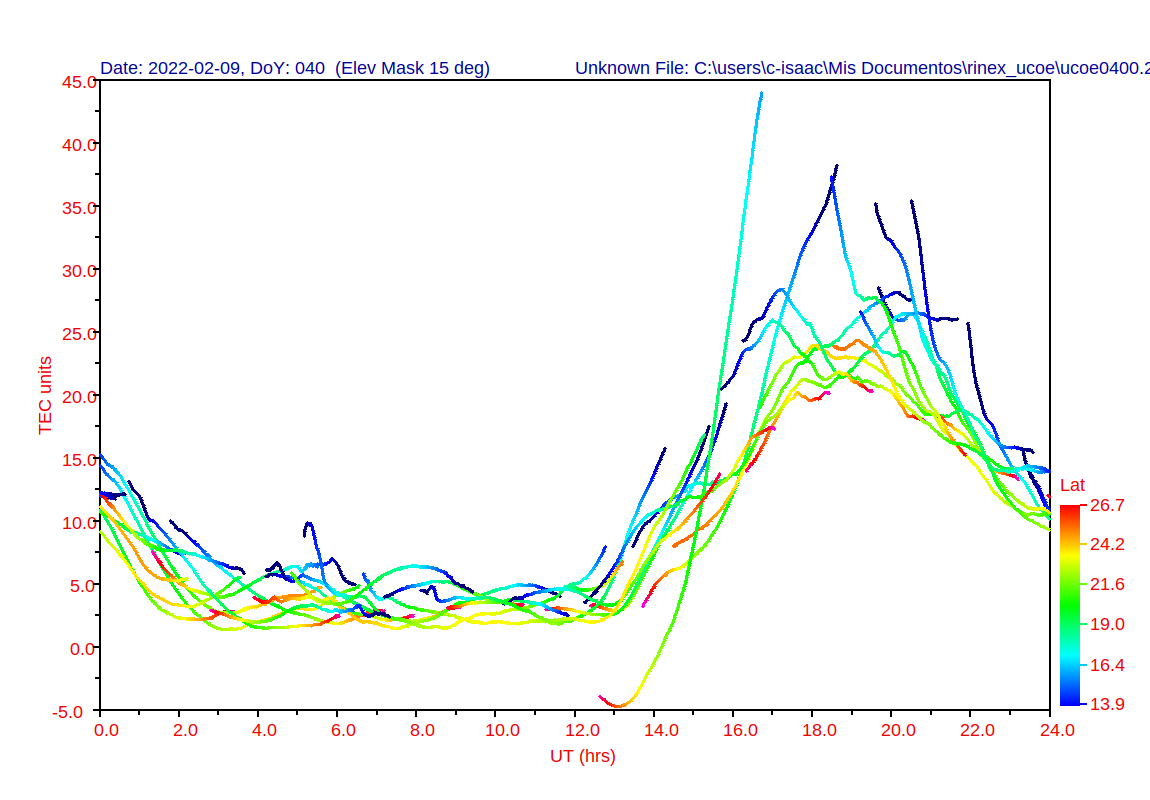 Date: 2022-02-09, DoY: 040  (Elev Mask 15 deg)
Unknown File: C:\users\c-isaac\Mis Documentos\rinex_ucoe\ucoe0400.2
45.0
40.0
35.0
30.0
25.0
20.0
15.0
10.0
5.0
0.0
-5.0
TEC units
0.0 2.0 4.0 6.0 8.0 10.0 12.0 14.0 16.0 18.0 20.0 22.0 24.0
UT (hrs)
Lat
26.7
24.2
21.6
19.0
16.4
13.9